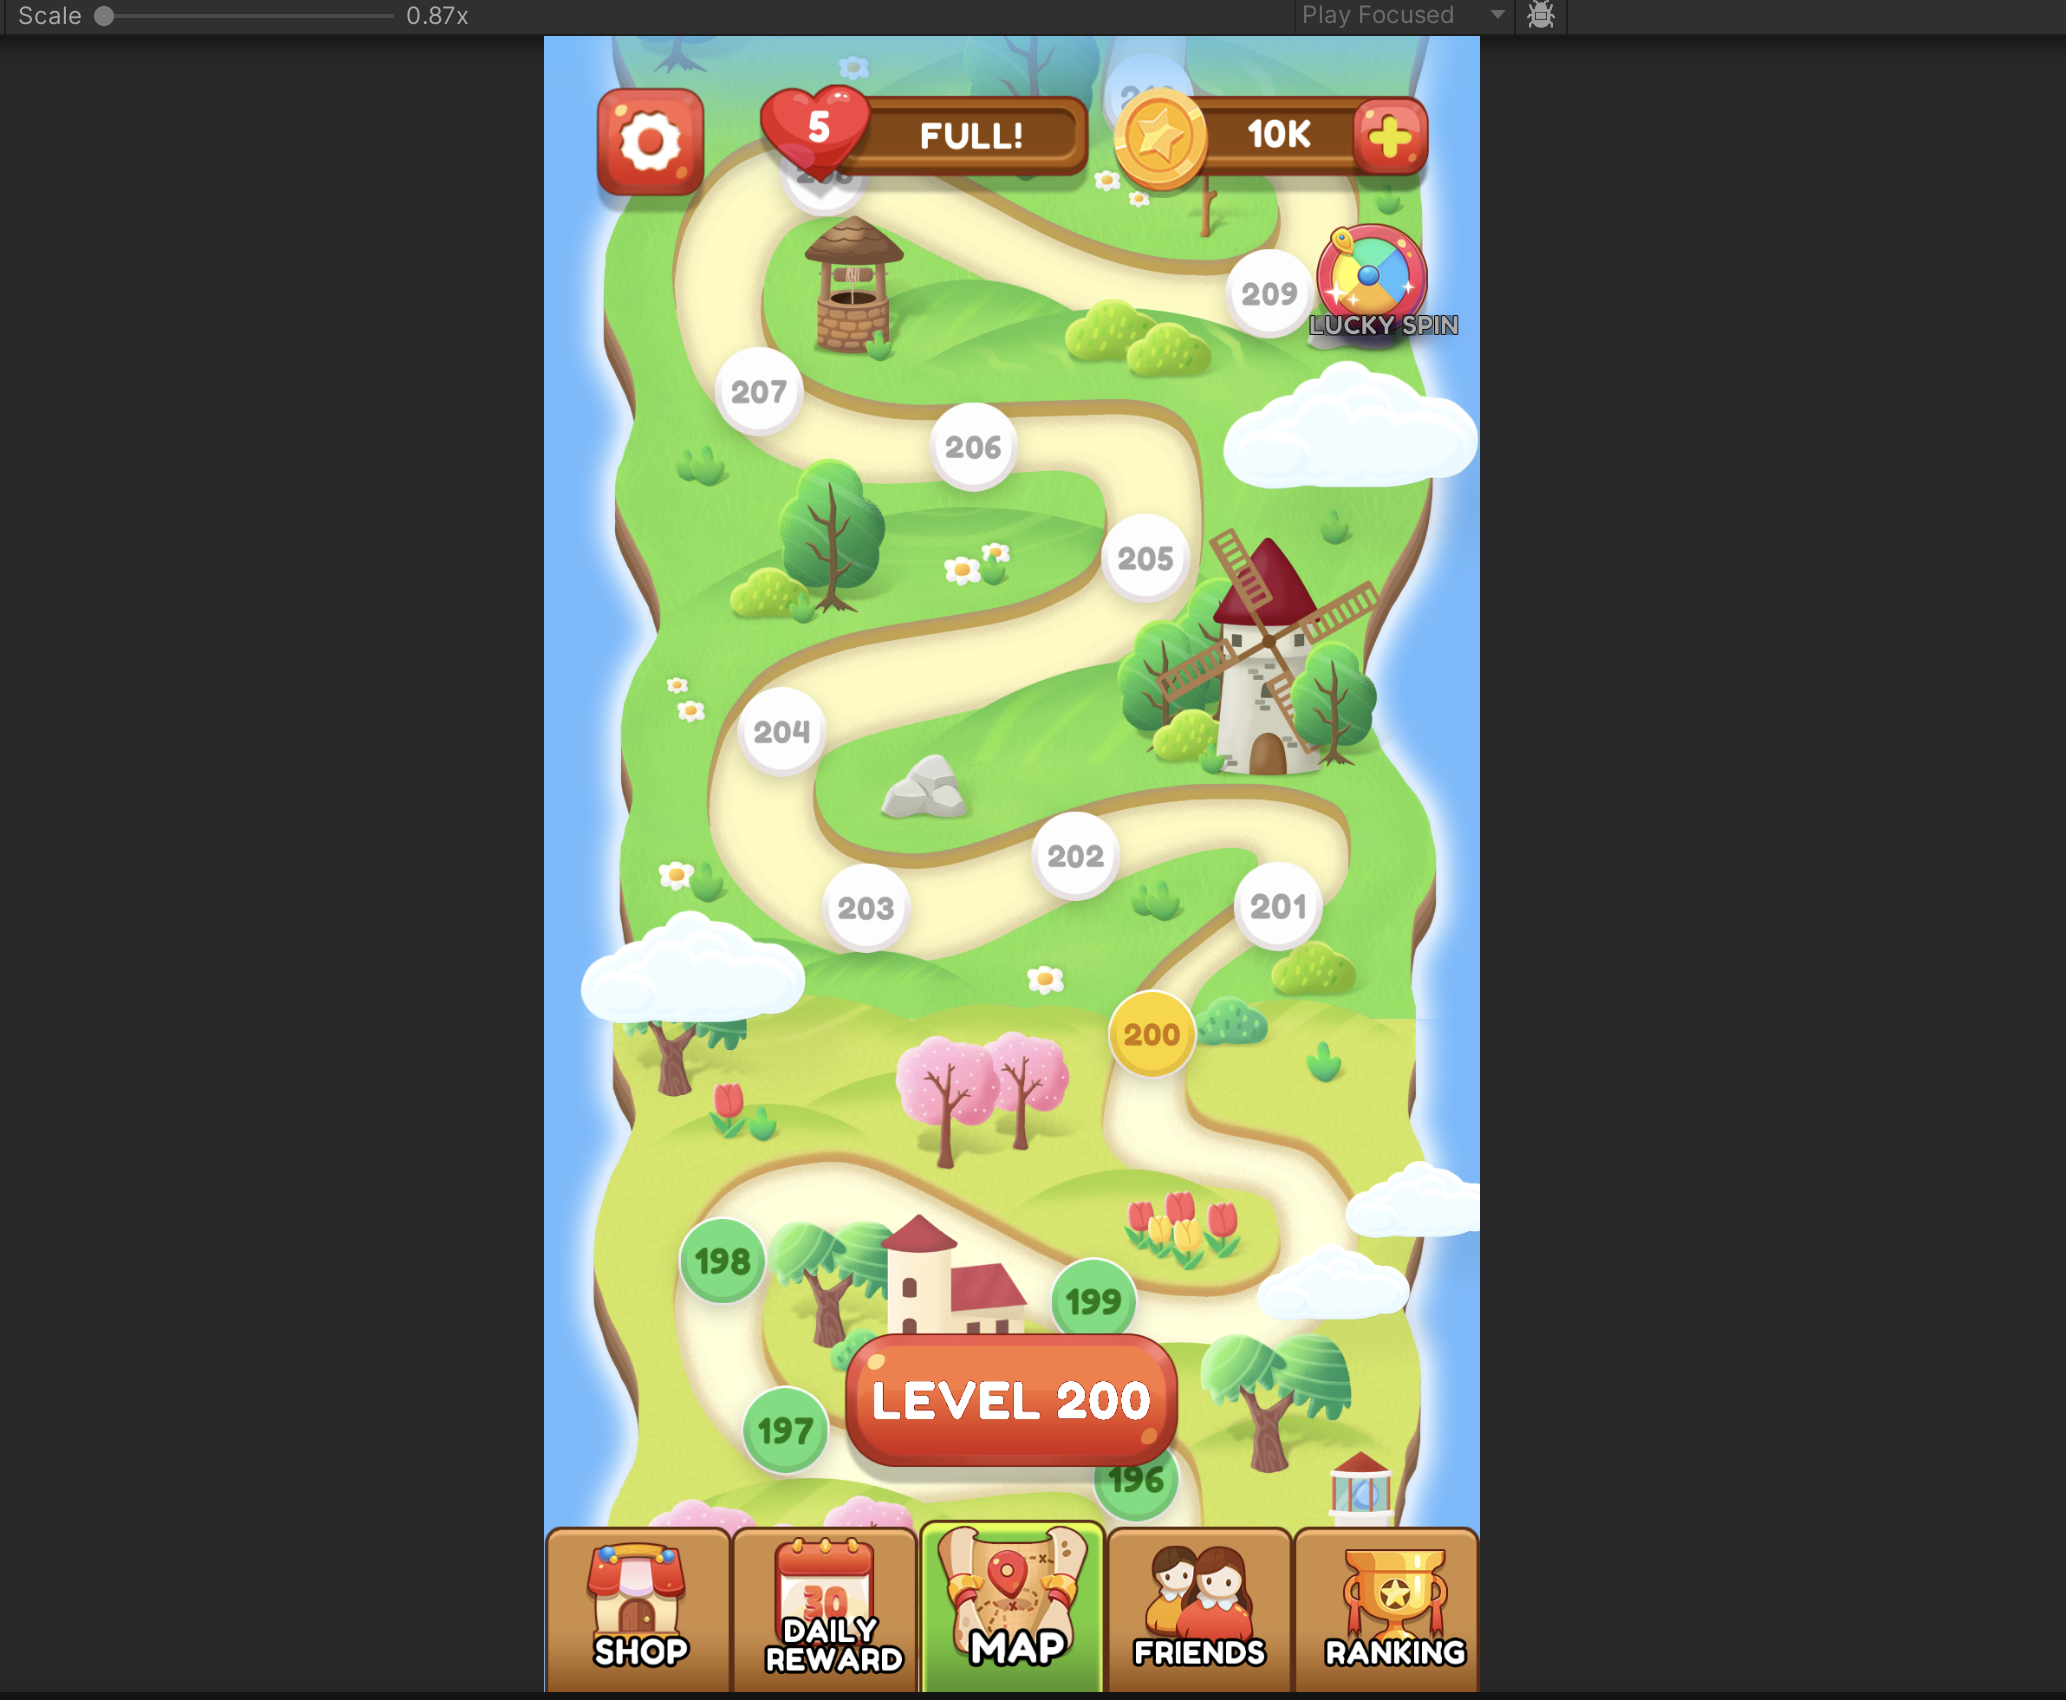 Scale 0.87x Play Focused
5 FULL! 10K
209
LUCKY SPIN
207
206
205
204
202
203
201
200
198
199
LEVEL 200
197
196
30
SHOP
DAILY
REWARD
MAP
FRIENDS
RANKING